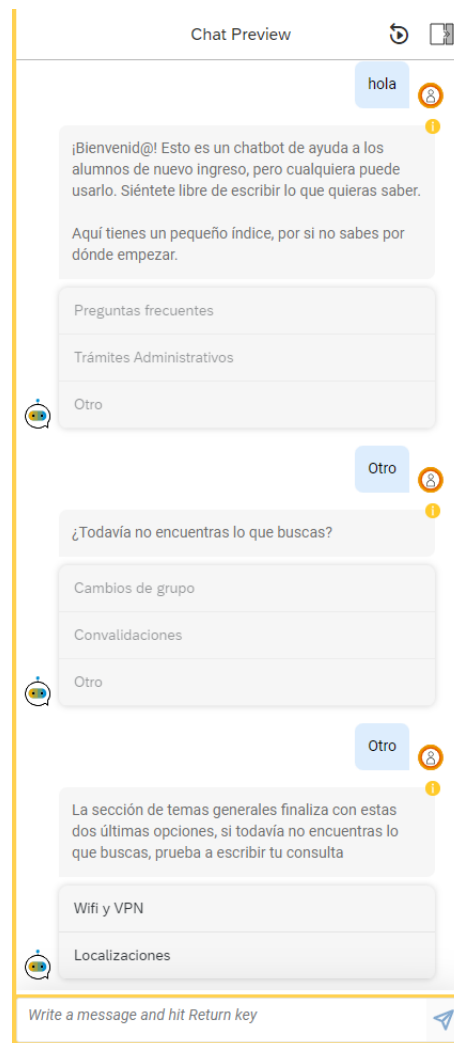 Chat Preview
hola
¡Bienvenid@! Esto es un chatbot de ayuda a los
alumnos de nuevo ingreso, pero cualquiera puede
usarlo. Siéntete libre de escribir lo que quieras saber.
Aquí tienes un pequeño índice, por si no sabes por
dónde empezar.
Preguntas frecuentes
Trámites Administrativos
Otro
Otro
¿Todavía no encuentras lo que buscas?
Cambios de grupo
Convalidaciones
Otro
Otro
La sección de temas generales finaliza con estas
dos últimas opciones, si todavía no encuentras lo
que buscas, prueba a escribir tu consulta
Wifi y VPN
Localizaciones
Write a message and hit Return key